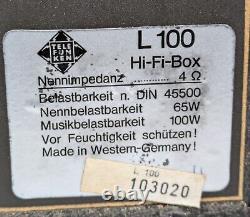 TELE
FUN
KEN
L 100
Hi-Fi-Box
Nennimpedanz 4 Ω
Belastbarkeit n. DIN 45500
Nennbelastbarkeit 65W
Musikbelastbarkeit 100W
Vor Feuchtigkeit schützen!
Made in Western-Germany!
L 100
103020